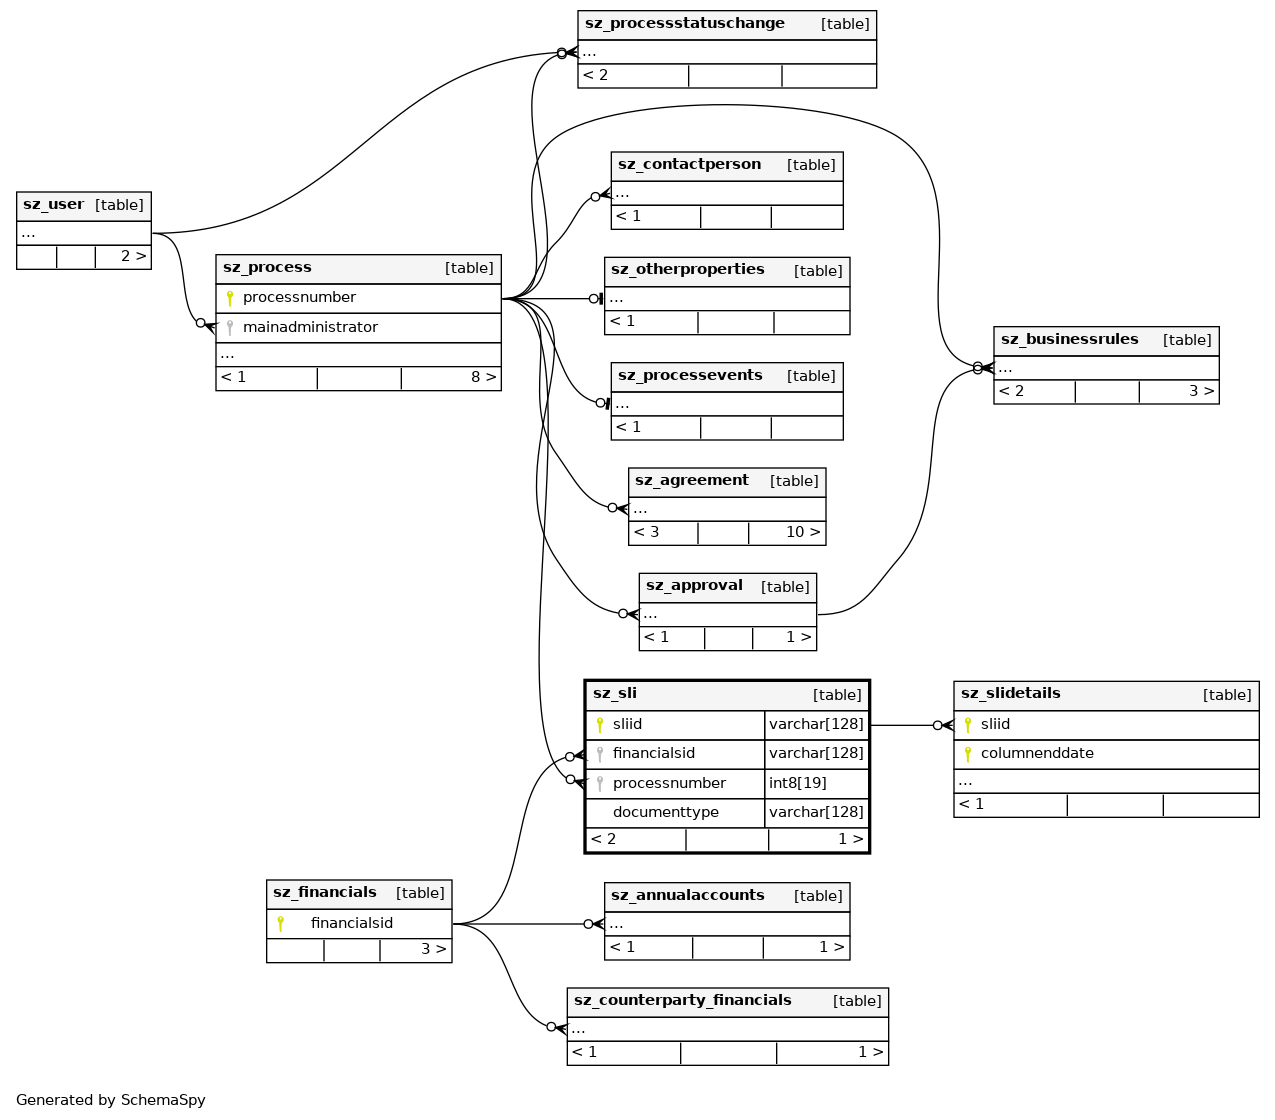 sz_processstatuschange [table]
...
< 2
sz_contactperson [table]
...
< 1
sz_user [table]
...
2 >
sz_process [table]
processnumber
mainadministrator
...
< 1 8 >
sz_otherproperties [table]
...
< 1
sz_businessrules [table]
...
< 2 3 >
sz_processevents [table]
...
< 1
sz_agreement [table]
...
< 3 10 >
sz_approval [table]
...
< 1 1 >
sz_sli [table]
sliid varchar[128]
financialsid varchar[128]
processnumber int8[19]
documenttype varchar[128]
< 2 1 >
sz_slidetails [table]
sliid
columnenddate
...
< 1
sz_financials [table]
financialsid
3 >
sz_annualaccounts [table]
...
< 1 1 >
sz_counterparty_financials [table]
...
< 1 1 >
Generated by SchemaSpy